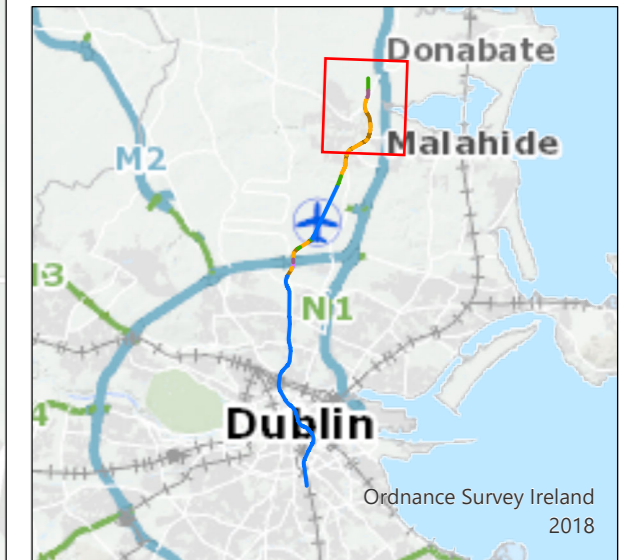 Donabate
Malahide
M2
N1
Dublin
Ordnance Survey Ireland
2018